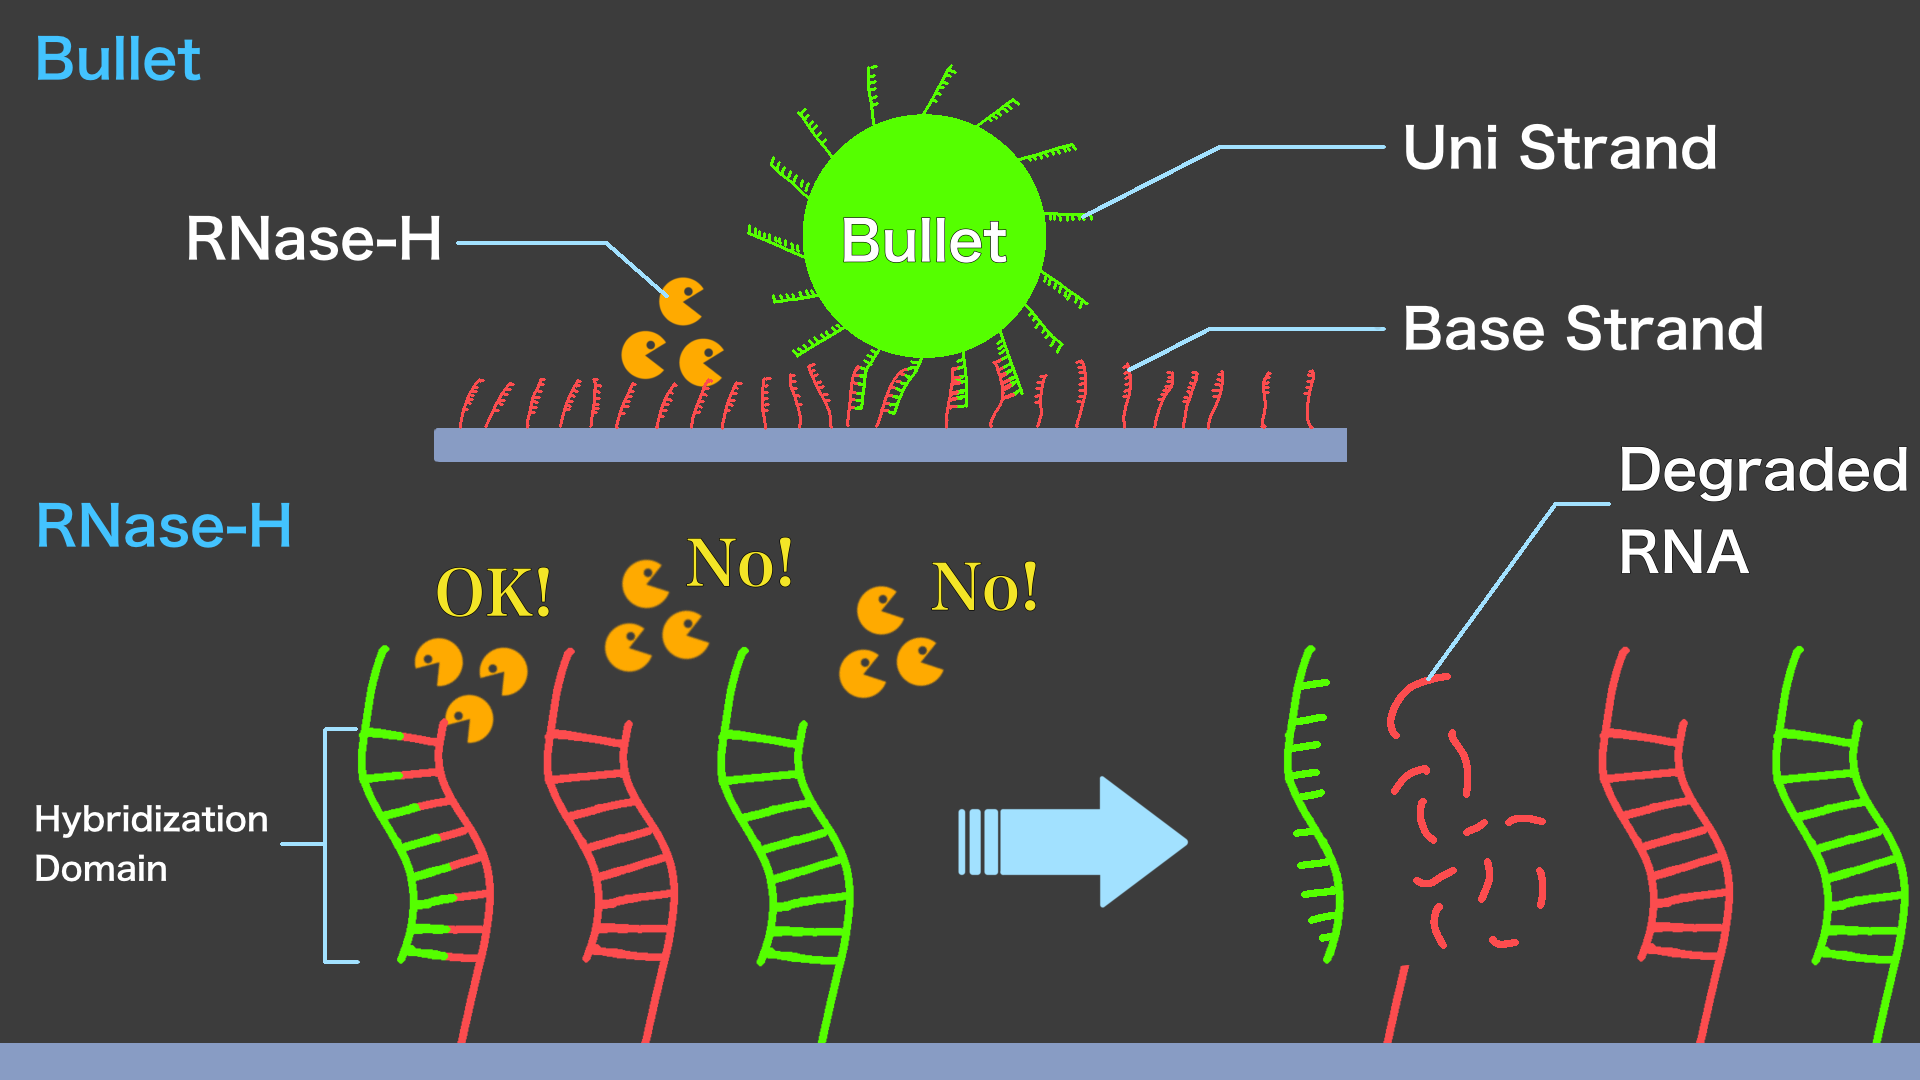 Bullet
Uni Strand
RNase-H
Bullet
Base Strand
Degraded
RNA
RNase-H
OK!
No!
No!
Hybridization
Domain